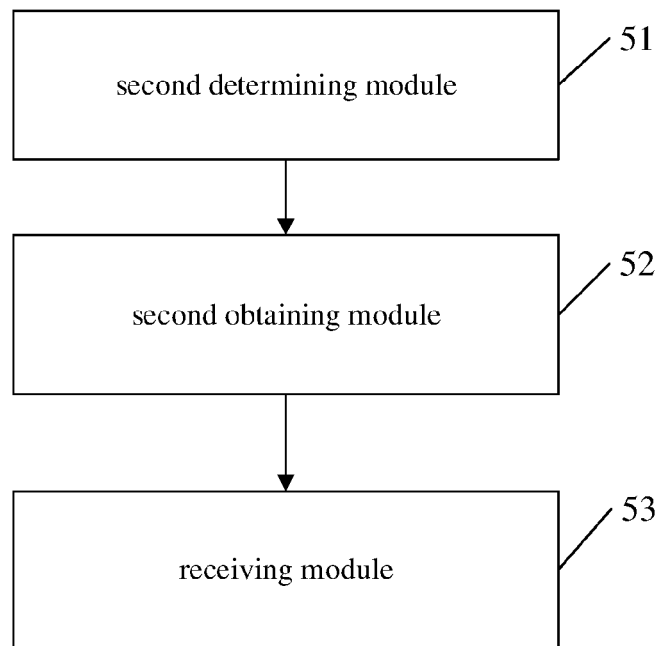 51
second determining module
52
second obtaining module
53
receiving module